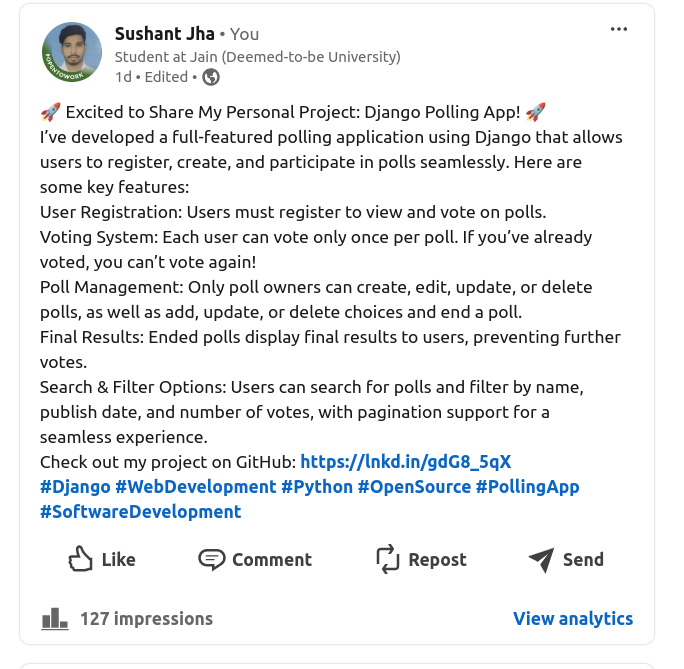 Sushant Jha • You
Student at Jain (Deemed-to-be University)
#OPENTOWORK
1d • Edited •
🚀 Excited to Share My Personal Project: Django Polling App! 🚀
I’ve developed a full-featured polling application using Django that allows
users to register, create, and participate in polls seamlessly. Here are
some key features:
User Registration: Users must register to view and vote on polls.
Voting System: Each user can vote only once per poll. If you’ve already
voted, you can’t vote again!
Poll Management: Only poll owners can create, edit, update, or delete
polls, as well as add, update, or delete choices and end a poll.
Final Results: Ended polls display final results to users, preventing further
votes.
Search & Filter Options: Users can search for polls and filter by name,
publish date, and number of votes, with pagination support for a
seamless experience.
Check out my project on GitHub: https://lnkd.in/gdG8_5qX
#Django #WebDevelopment #Python #OpenSource #PollingApp
#SoftwareDevelopment
Like Comment Repost Send
127 impressions View analytics